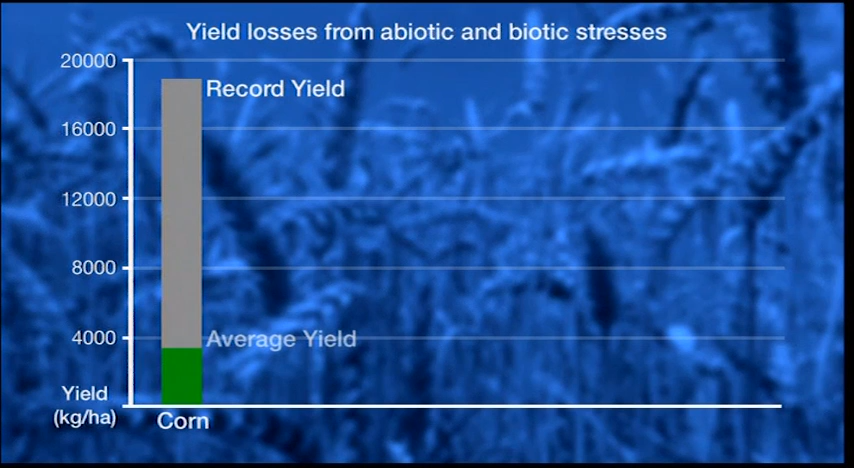 Yield losses from abiotic and biotic stresses
20000
Record Yield
16000
12000
8000
4000
Average Yield
Yield
(kg/ha)
Corn